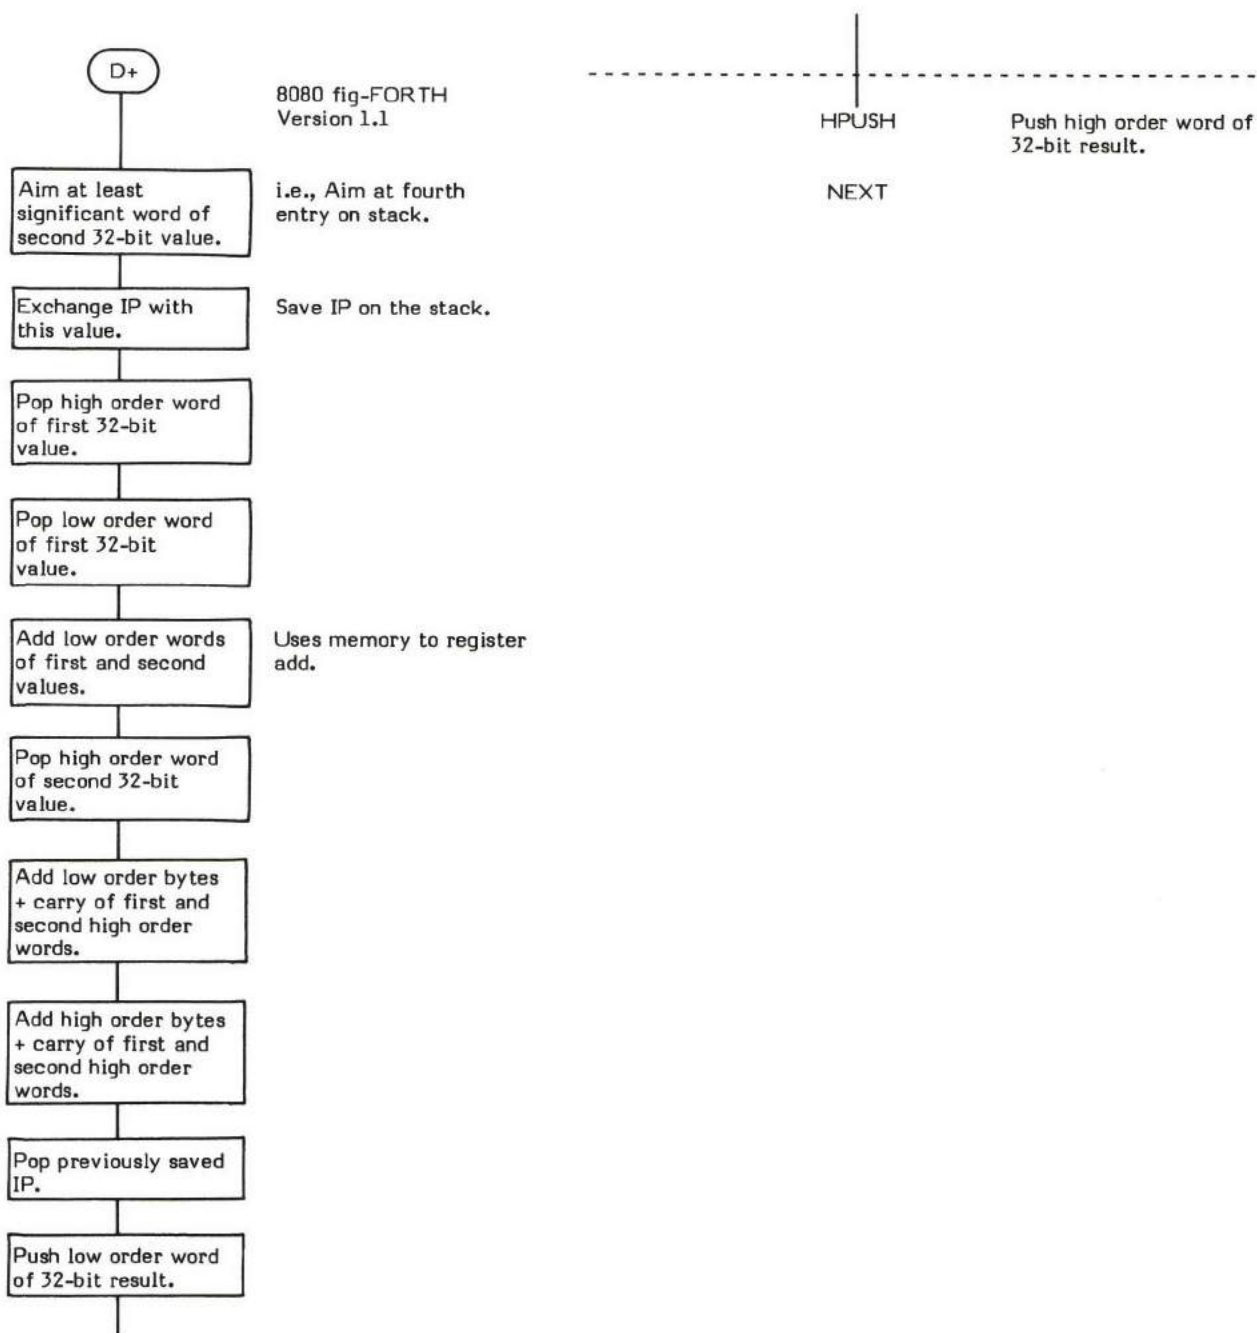 D+
8080 fig-FORTH
Version 1.1
Aim at least
significant word of
second 32-bit value.
i.e., Aim at fourth
entry on stack.
Exchange IP with
this value.
Save IP on the stack.
Pop high order word
of first 32-bit
value.
Pop low order word
of first 32-bit
value.
Add low order words
of first and second
values.
Uses memory to register
add.
Pop high order word
of second 32-bit
value.
Add low order bytes
+ carry of first and
second high order
words.
Add high order bytes
+ carry of first and
second high order
words.
Pop previously saved
IP.
Push low order word
of 32-bit result.
HPUSH
Push high order word of
32-bit result.
NEXT